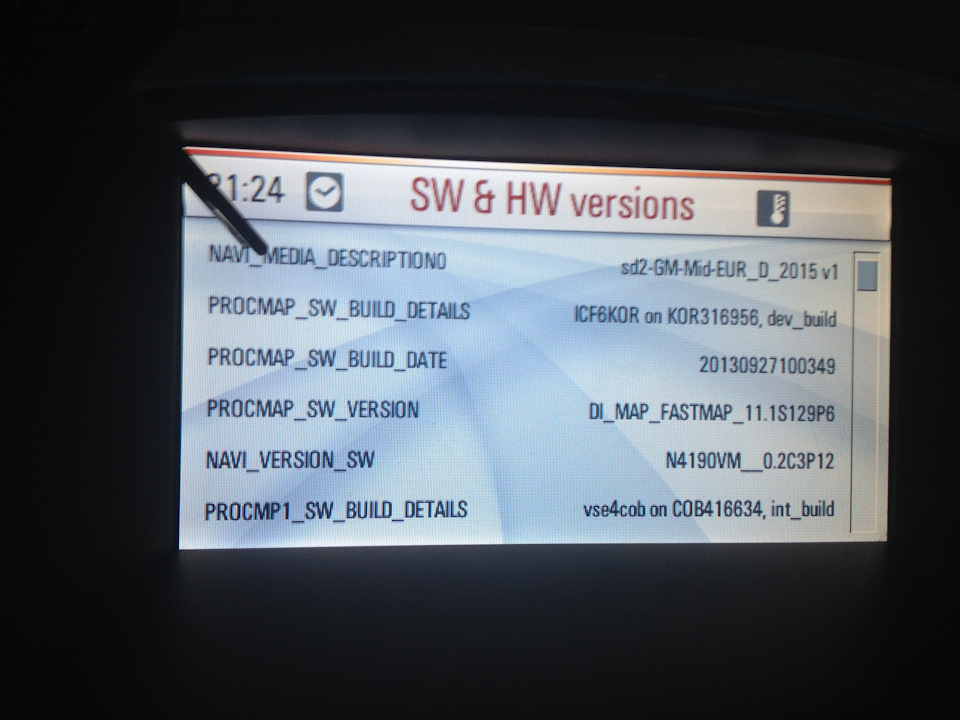 21:24 SW & HW versions
NAVI_MEDIA_DESCRIPTION0 sd2-GM-Mid-EUR_D_2015 v1
PROCMAP_SW_BUILD_DETAILS ICF6KOR on KOR316956, dev_build
PROCMAP_SW_BUILD_DATE 20130927100349
PROCMAP_SW_VERSION DI_MAP_FASTMAP_11.1S129P6
NAVI_VERSION_SW N4190VM__0.2C3P12
PROCMP1_SW_BUILD_DETAILS vse4cob on COB416634, int_build